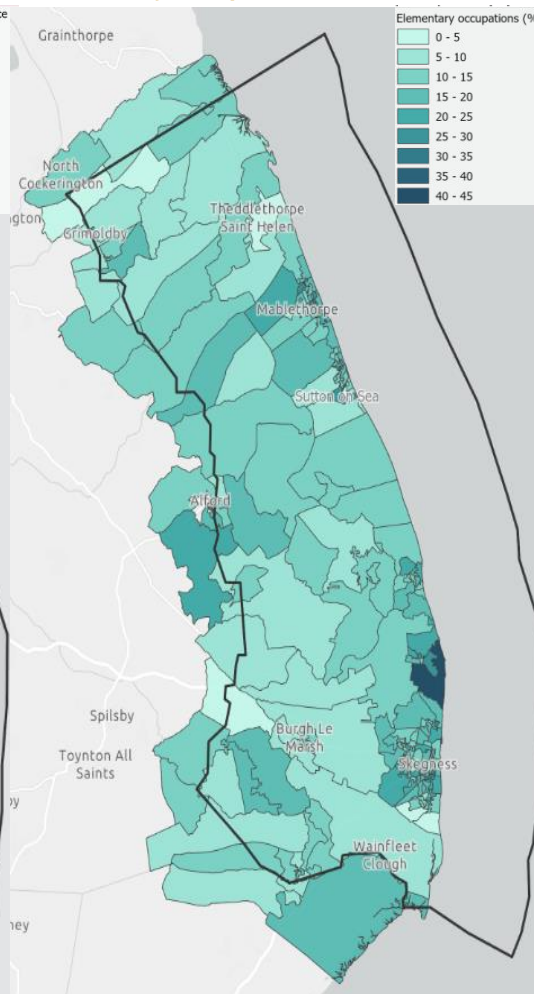 Elementary occupations (%
0 - 5
5 - 10
10 - 15
15 - 20
20 - 25
25 - 30
30 - 35
35 - 40
40 - 45
Grainthorpe
North
Cockerington
ngton
Grimoldby
Theddlethorpe
Saint Helen
Mablethorpe
Sutton on Sea
Alford
Spilsby
Toynton All
Saints
Burgh Le
Marsh
Skegness
Wainfleet
Clough
ney